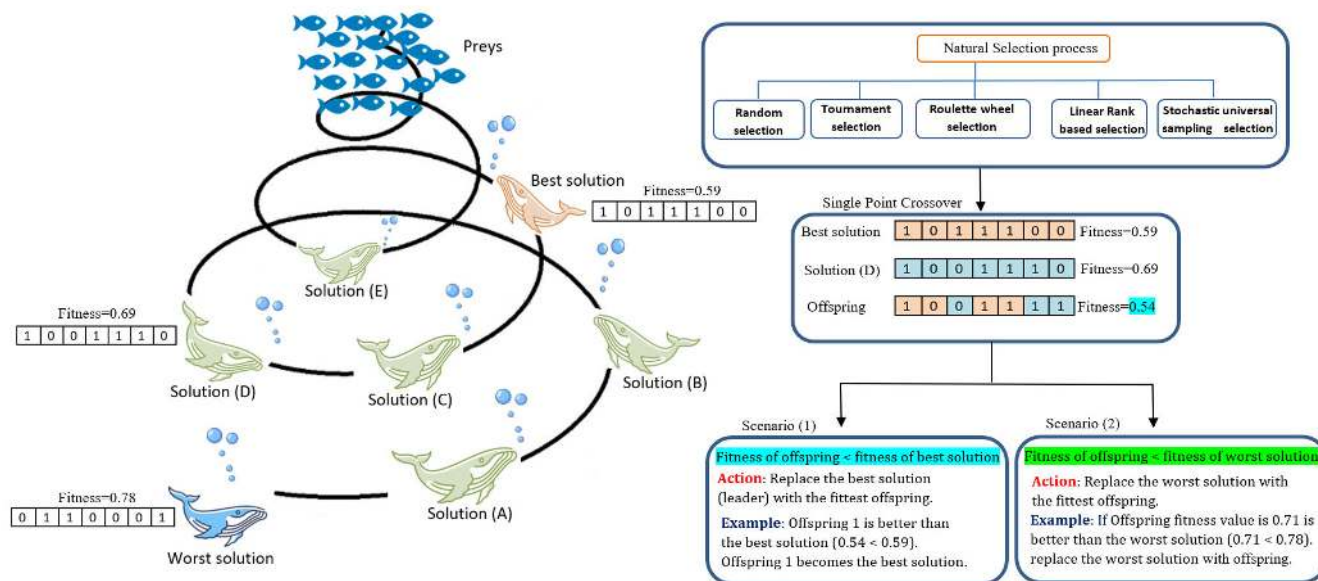 Preys
Best solution
Fitness=0.59
1 0 1 1 1 0 0
Solution (E)
Fitness=0.69
1 0 0 1 1 1 0
Solution (D)
Solution (C)
Solution (B)
Fitness=0.78
0 1 1 0 0 0 1
Worst solution
Solution (A)
Natural Selection process
Random
selection
Tournament
selection
Roulette wheel
selection
Linear Rank
based selection
Stochastic universal
sampling selection
Single Point Crossover
Best solution 1 0 1 1 1 0 0 Fitness=0.59
Solution (D) 1 0 0 1 1 1 0 Fitness=0.69
Offspring 1 0 0 1 1 1 1 Fitness=0.54
Scenario (1)
Fitness of offspring < fitness of best solution
Action: Replace the best solution
(leader) with the fittest offspring.
Example: Offspring 1 is better than
the best solution (0.54 < 0.59).
Offspring 1 becomes the best solution.
Scenario (2)
Fitness of offspring < fitness of worst solution
Action: Replace the worst solution with
the fittest offspring.
Example: If Offspring fitness value is 0.71 is
better than the worst solution (0.71 < 0.78).
replace the worst solution with offspring.